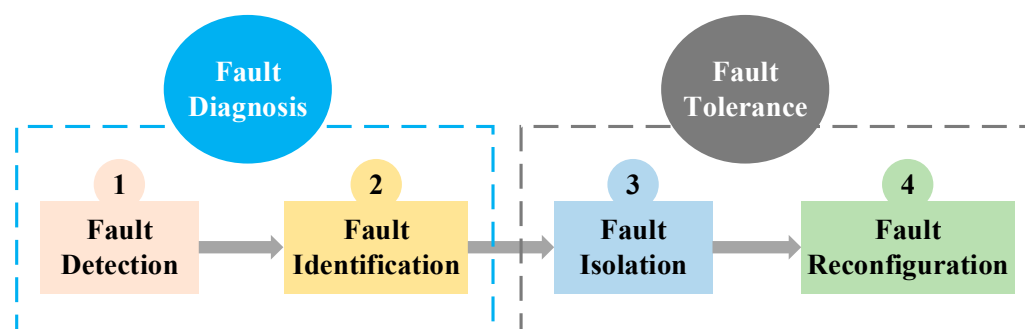 Fault
Diagnosis
Fault
Tolerance
1
Fault
Detection
2
Fault
Identification
3
Fault
Isolation
4
Fault
Reconfiguration